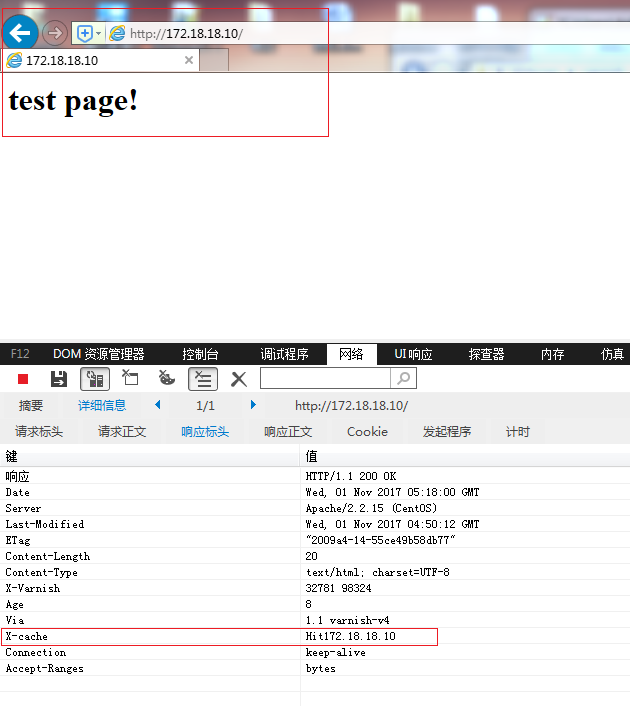 http://172.18.18.10/
172.18.18.10
test page!
F12 DOM 资源管理器 控制台 调试程序 网络 UI 响应 探查器 内存 仿真
摘要 详细信息 1/1 http://172.18.18.10/
请求标头 请求正文 响应标头 响应正文 Cookie 发起程序 计时
键 值
响应 HTTP/1.1 200 OK
Date Wed, 01 Nov 2017 05:18:00 GMT
Server Apache/2.2.15 (CentOS)
Last-Modified Wed, 01 Nov 2017 04:50:12 GMT
ETag "2009a4-14-55ce49b58db77"
Content-Length 20
Content-Type text/html; charset=UTF-8
X-Varnish 32781 98324
Age 8
Via 1.1 varnish-v4
X-cache Hit172.18.18.10
Connection keep-alive
Accept-Ranges bytes